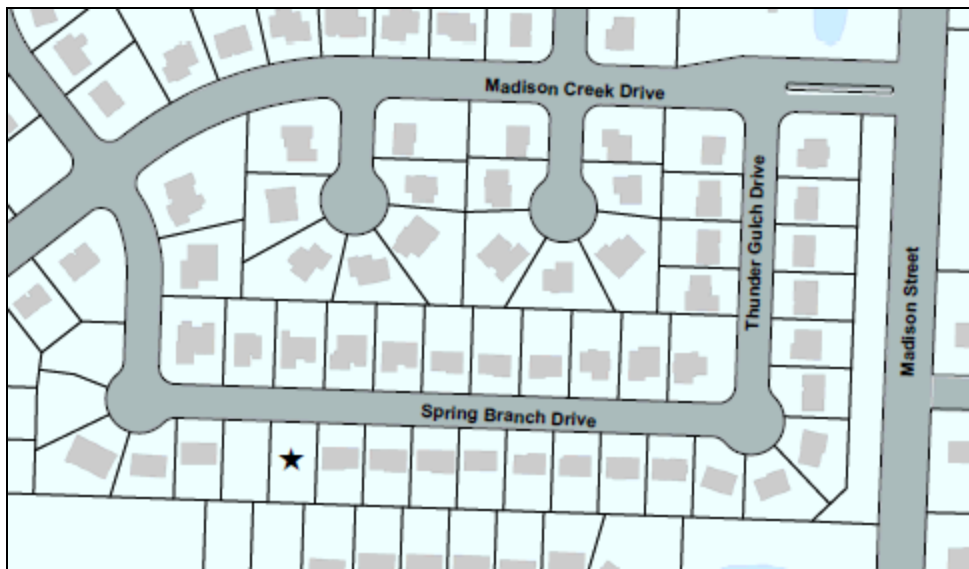 Madison Creek Drive
Thunder Gulch Drive
Madison Street
Spring Branch Drive